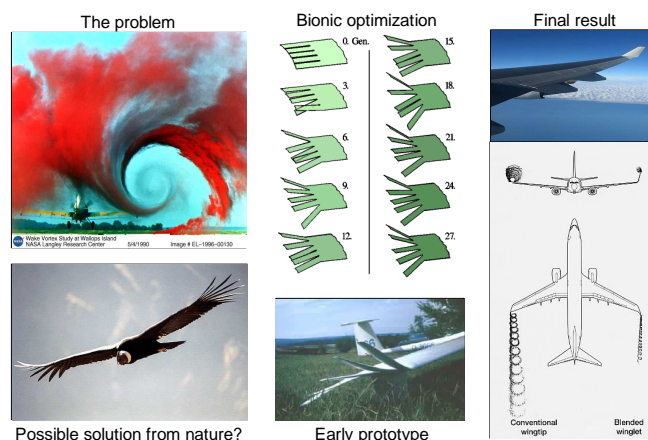 The problem
Bionic optimization
Final result
0. Gen.
15.
3.
18.
6.
21.
9.
24.
12.
27.
Wake Vortex Study at Wallops Island
NASA Langley Research Center 5/4/1990 Image # EL-1996-00130
Conventional
wingtip
Blended
winglet
Possible solution from nature?
Early prototype